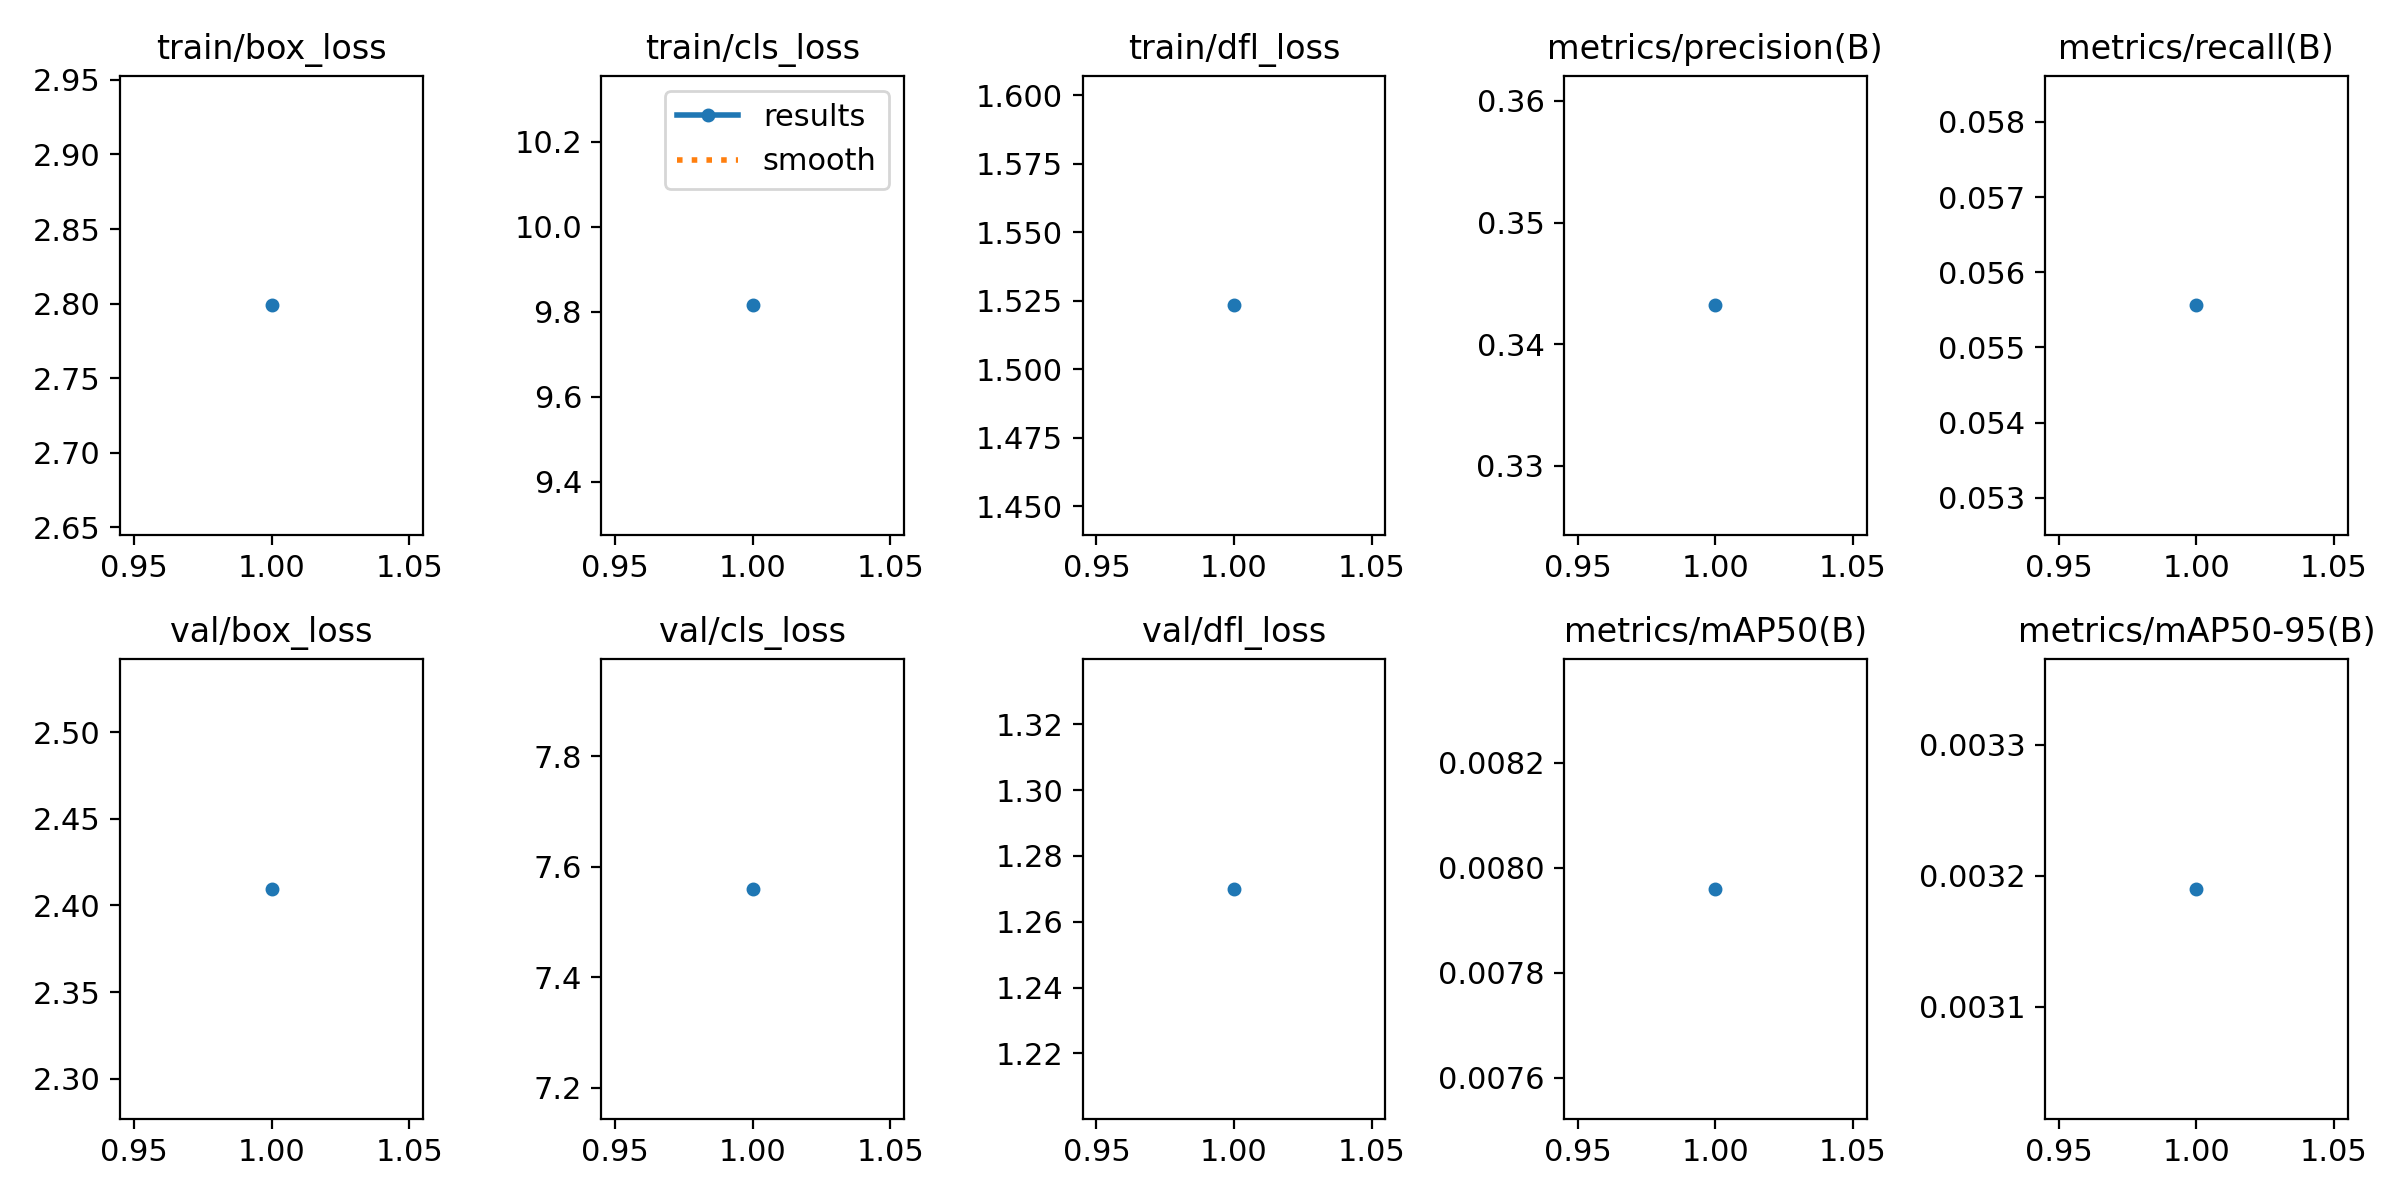 train/box_loss
2.95
2.90
2.85
2.80
2.75
2.70
2.65
0.95 1.00 1.05
train/cls_loss
results
smooth
10.2
10.0
9.8
9.6
9.4
0.95 1.00 1.05
train/dfl_loss
1.600
1.575
1.550
1.525
1.500
1.475
1.450
0.95 1.00 1.05
metrics/precision(B)
0.36
0.35
0.34
0.33
0.95 1.00 1.05
metrics/recall(B)
0.058
0.057
0.056
0.055
0.054
0.053
0.95 1.00 1.05
val/box_loss
2.50
2.45
2.40
2.35
2.30
0.95 1.00 1.05
val/cls_loss
7.8
7.6
7.4
7.2
0.95 1.00 1.05
val/dfl_loss
1.32
1.30
1.28
1.26
1.24
1.22
0.95 1.00 1.05
metrics/mAP50(B)
0.0082
0.0080
0.0078
0.0076
0.95 1.00 1.05
metrics/mAP50-95(B)
0.0033
0.0032
0.0031
0.95 1.00 1.05